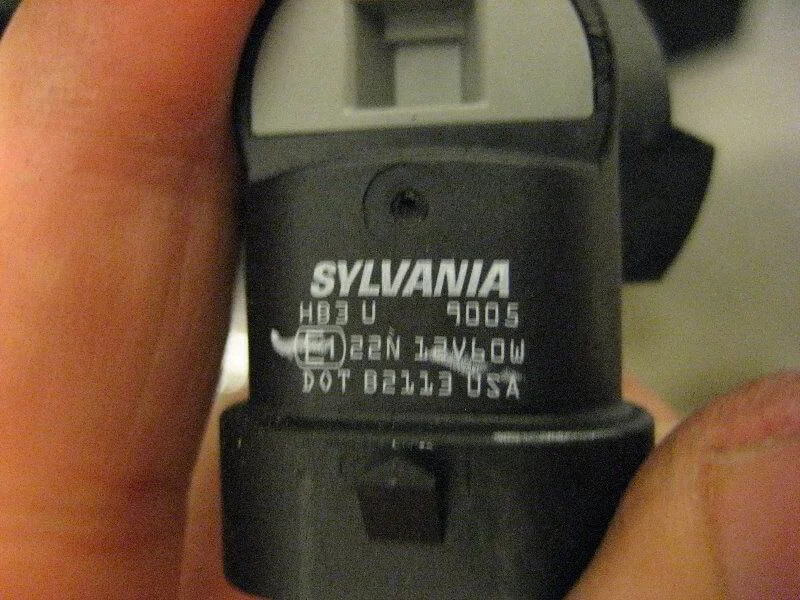 SYLVANIA
HB3 U 9005
E1 22N 12V60W
DOT B2113 USA